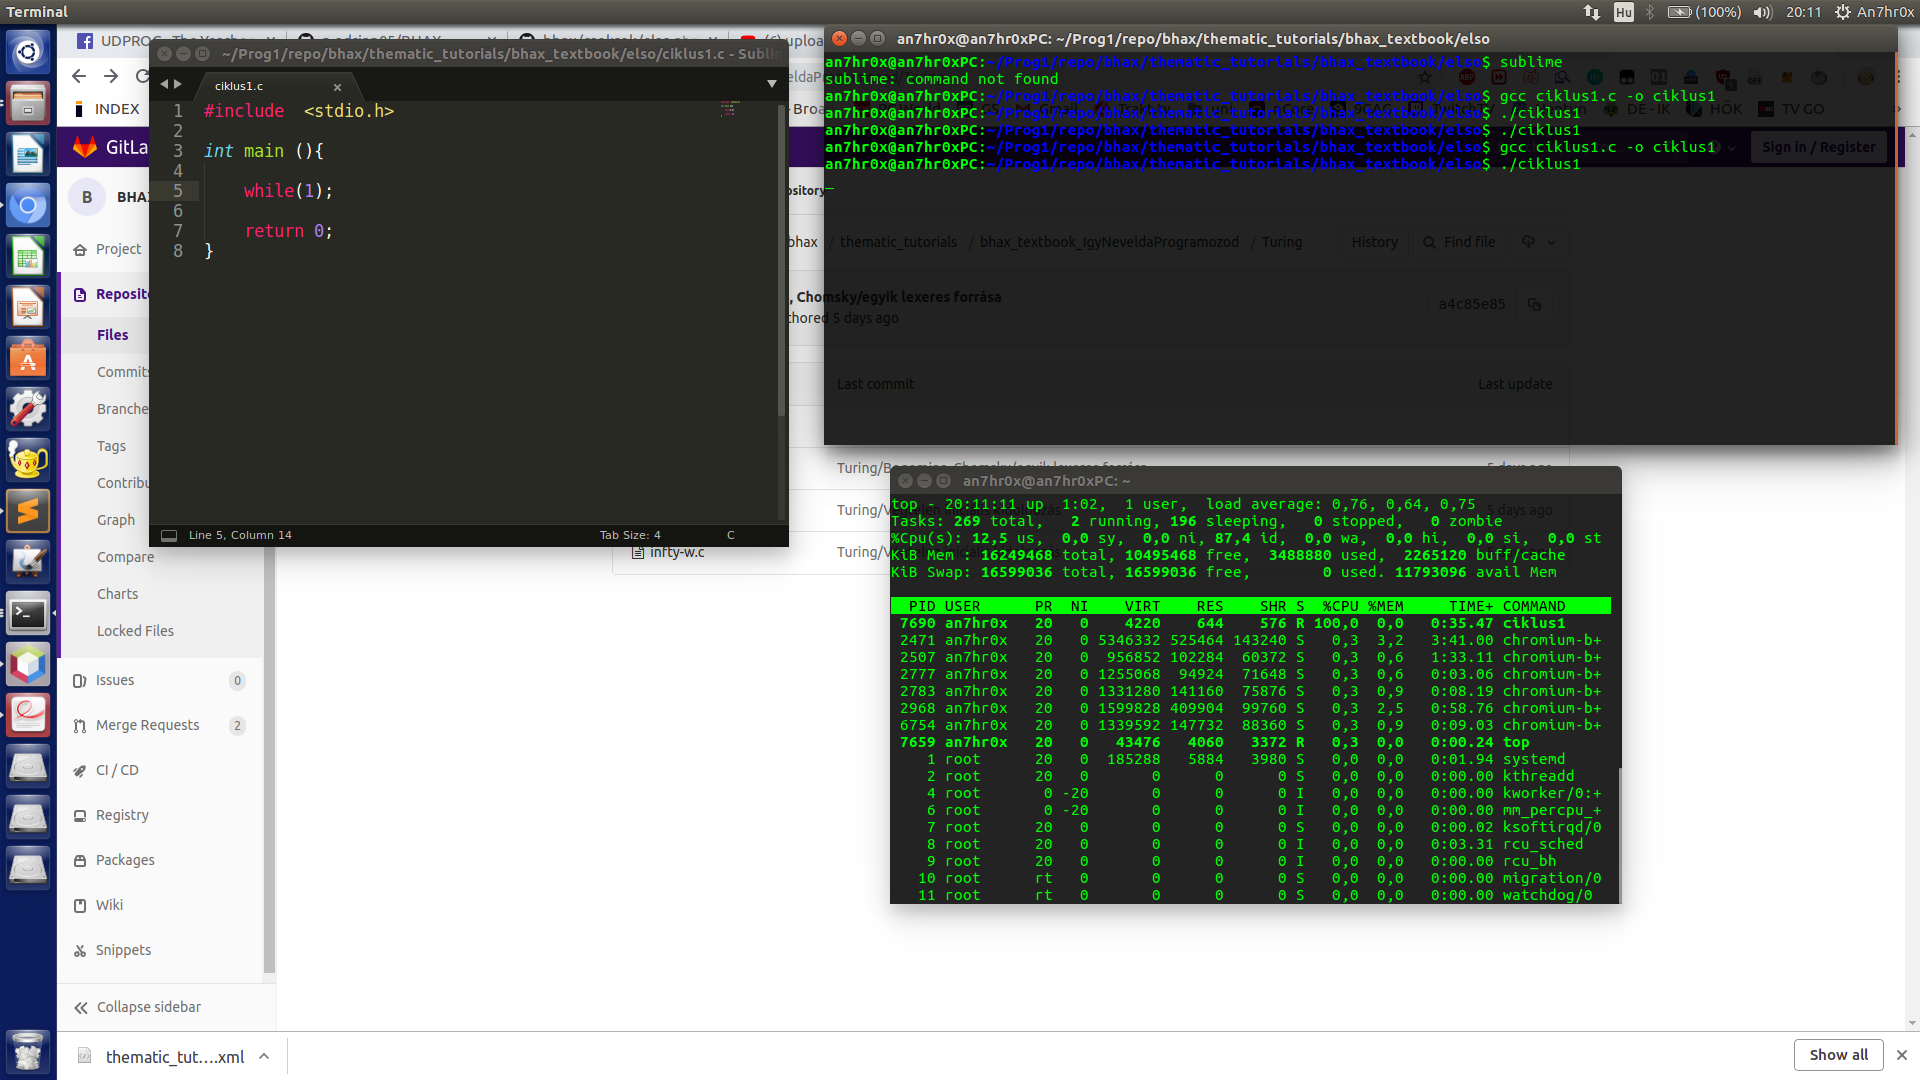 Terminal
Hu
(100%)
20:11
An7hr0x
~/Prog1/repo/bhax/thematic_tutorials/bhax_textbook/elso/ciklus1.c - Subli
ciklus1.c
1 #include  <stdio.h>
2
3 int main (){
4
5     while(1);
6
7     return 0;
8 }
Line 5, Column 14
Tab Size: 4
C
an7hr0x@an7hr0xPC: ~/Prog1/repo/bhax/thematic_tutorials/bhax_textbook/elso
an7hr0x@an7hr0xPC:~/Prog1/repo/bhax/thematic_tutorials/bhax_textbook/elso$ sublime
sublime: command not found
an7hr0x@an7hr0xPC:~/Prog1/repo/bhax/thematic_tutorials/bhax_textbook/elso$ gcc ciklus1.c -o ciklus1
an7hr0x@an7hr0xPC:~/Prog1/repo/bhax/thematic_tutorials/bhax_textbook/elso$ ./ciklus1
an7hr0x@an7hr0xPC:~/Prog1/repo/bhax/thematic_tutorials/bhax_textbook/elso$ ./ciklus1
an7hr0x@an7hr0xPC:~/Prog1/repo/bhax/thematic_tutorials/bhax_textbook/elso$ gcc ciklus1.c -o ciklus1
an7hr0x@an7hr0xPC:~/Prog1/repo/bhax/thematic_tutorials/bhax_textbook/elso$ ./ciklus1
an7hr0x@an7hr0xPC: ~
top - 20:11:11 up  1:02,  1 user,  load average: 0,76, 0,64, 0,75
Tasks: 269 total,   2 running, 196 sleeping,   0 stopped,   0 zombie
%Cpu(s): 12,5 us,  0,0 sy,  0,0 ni, 87,4 id,  0,0 wa,  0,0 hi,  0,0 si,  0,0 st
KiB Mem : 16249468 total, 10495468 free,  3488880 used,  2265120 buff/cache
KiB Swap: 16599036 total, 16599036 free,        0 used. 11793096 avail Mem
PID USER PR NI VIRT RES SHR S %CPU %MEM TIME+ COMMAND
7690 an7hr0x 20 0 4220 644 576 R 100,0 0,0 0:35.47 ciklus1
2471 an7hr0x 20 0 5346332 525464 143240 S 0,3 3,2 3:41.00 chromium-b+
2507 an7hr0x 20 0 956852 102284 60372 S 0,3 0,6 1:33.11 chromium-b+
2777 an7hr0x 20 0 1255068 94924 71648 S 0,3 0,6 0:03.06 chromium-b+
2783 an7hr0x 20 0 1331280 141160 75876 S 0,3 0,9 0:08.19 chromium-b+
2968 an7hr0x 20 0 1599828 409904 99760 S 0,3 2,5 0:58.76 chromium-b+
6754 an7hr0x 20 0 1339592 147732 88360 S 0,3 0,9 0:09.03 chromium-b+
7659 an7hr0x 20 0 43476 4060 3372 R 0,3 0,0 0:00.24 top
1 root 20 0 185288 5884 3980 S 0,0 0,0 0:01.94 systemd
2 root 20 0 0 0 0 S 0,0 0,0 0:00.00 kthreadd
4 root 0 -20 0 0 0 I 0,0 0,0 0:00.00 kworker/0:+
6 root 0 -20 0 0 0 I 0,0 0,0 0:00.00 mm_percpu_+
7 root 20 0 0 0 0 S 0,0 0,0 0:00.02 ksoftirqd/0
8 root 20 0 0 0 0 I 0,0 0,0 0:03.31 rcu_sched
9 root 20 0 0 0 0 I 0,0 0,0 0:00.00 rcu_bh
10 root rt 0 0 0 0 S 0,0 0,0 0:00.00 migration/0
11 root rt 0 0 0 0 S 0,0 0,0 0:00.00 watchdog/0
INDEX
DE - IK
HÖK
TV GO
Sign in / Register
B
Project
Files
Tags
Graph
Compare
Charts
Locked Files
Issues 0
Merge Requests 2
CI / CD
Registry
Packages
Wiki
Snippets
Collapse sidebar
bhax / thematic_tutorials / bhax_textbook_IgyNeveldaProgramozod / Turing
History
Find file
Chomsky/egyik lexeres forrása
5 days ago
a4c85e85
Last commit
Last update
infty-w.c
thematic_tut....xml
Show all